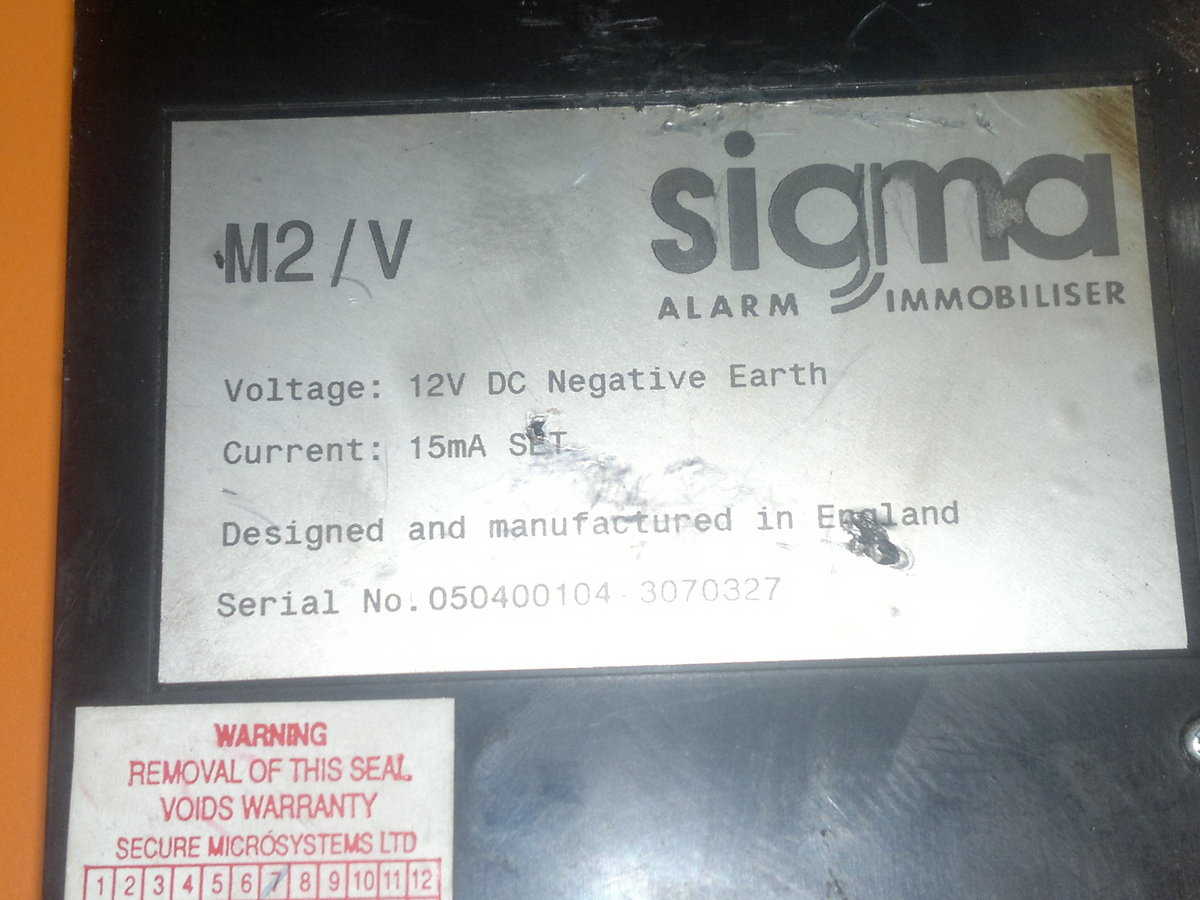 sigma
M2/V
ALARM IMMOBILISER
Voltage: 12V DC Negative Earth
Current: 15mA SET
Designed and manufactured in England
Serial No. 050400104 3070327
WARNING
REMOVAL OF THIS SEAL
VOIDS WARRANTY
SECURE MICROSYSTEMS LTD
1 2 3 4 5 6 7 8 9 10 11 12